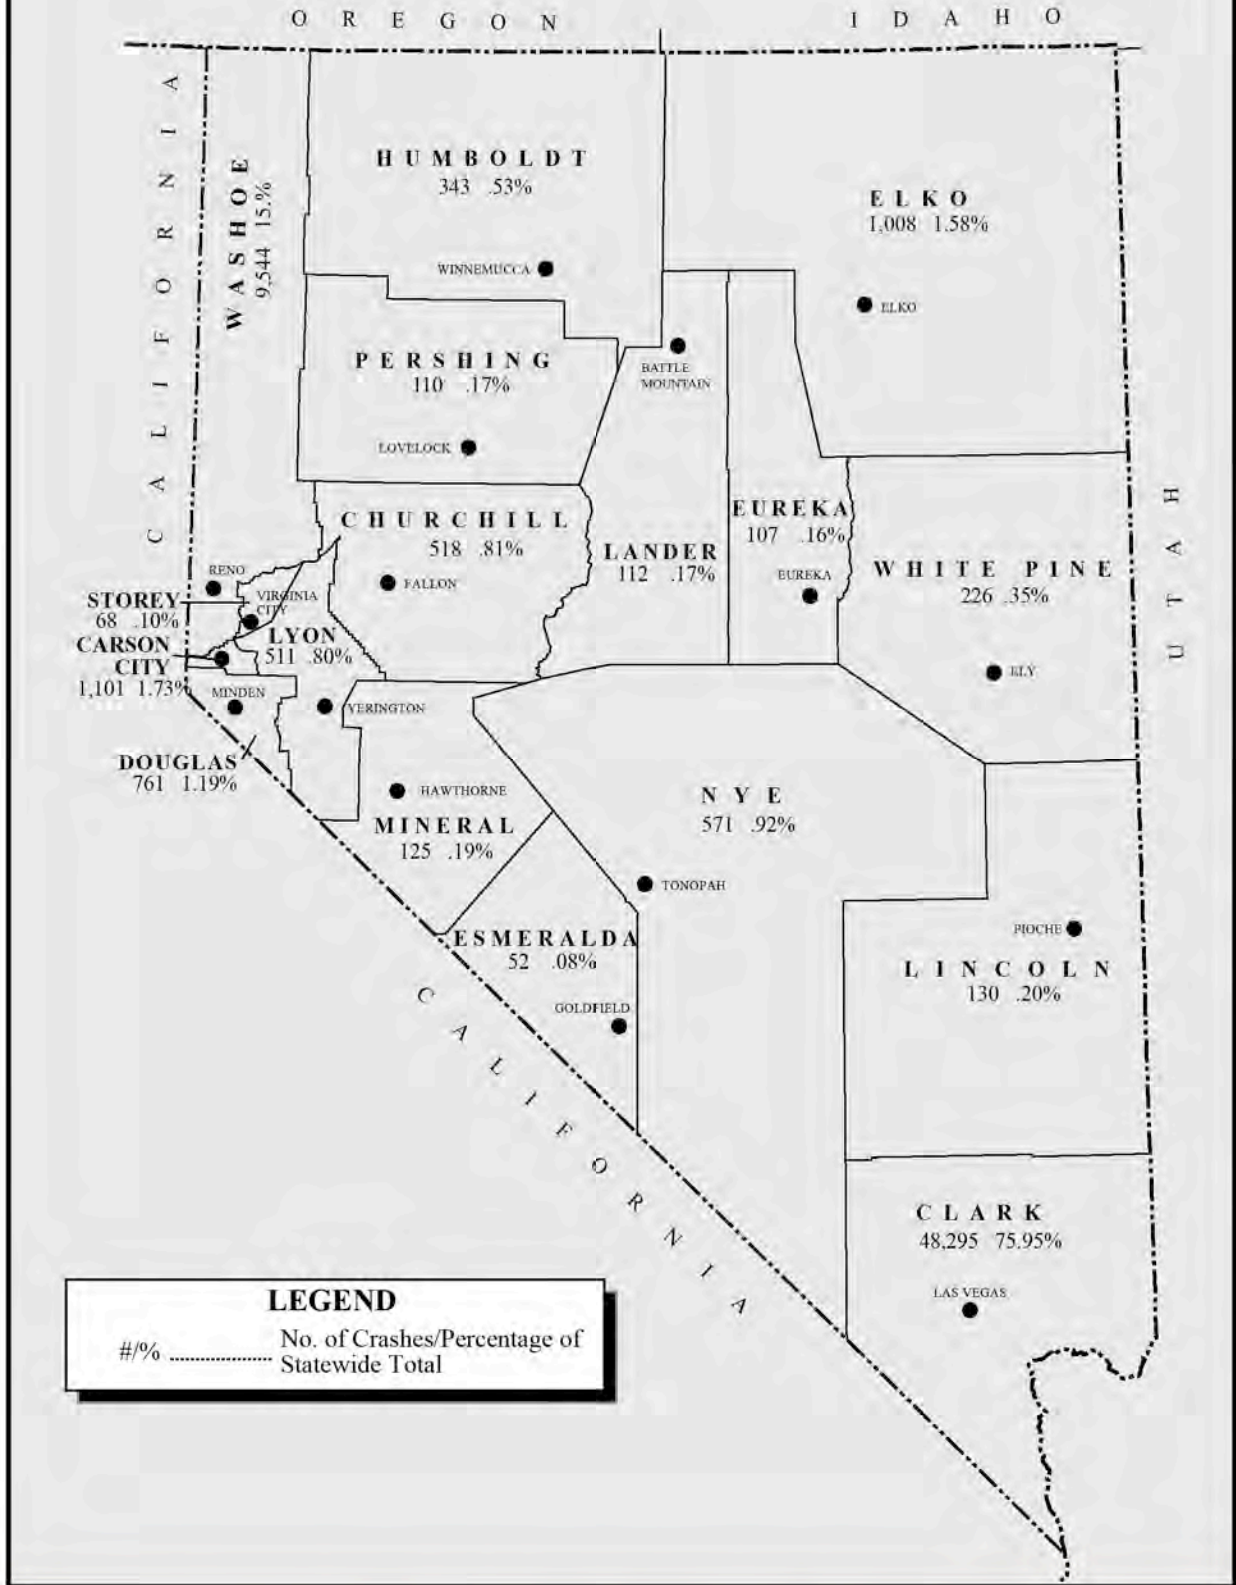 OREGON
IDAHO
CALIFORNIA
WASHOE
9,544 15.%
HUMBOLDT
343 .53%
WINNEMUCCA
ELKO
1,008 1.58%
ELKO
PERSHING
110 .17%
LOVELOCK
BATTLE
MOUNTAIN
CHURCHILL
518 .81%
FALLON
LANDER
112 .17%
EUREKA
107 .16%
EUREKA
WHITE PINE
226 .35%
ELY
UTAH
RENO
STOREY
68 .10%
VIRGINIA
CITY
CARSON
CITY
1,101 1.73%
LYON
511 .80%
MINDEN
YERINGTON
DOUGLAS
761 1.19%
HAWTHORNE
MINERAL
125 .19%
NYE
571 .92%
TONOPAH
ESMERALDA
52 .08%
GOLDFIELD
PIOCHE
LINCOLN
130 .20%
CALIFORNIA
CLARK
48,295 75.95%
LAS VEGAS
LEGEND
#/% .................. No. of Crashes/Percentage of
Statewide Total